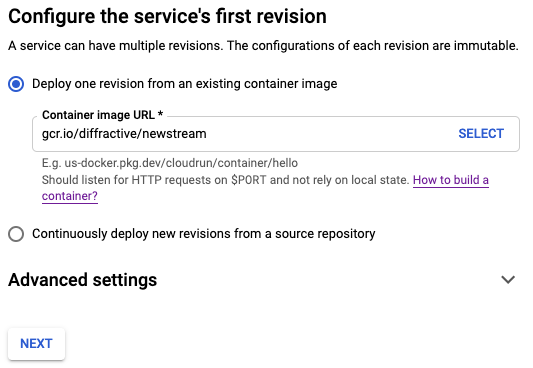 Configure the service's first revision
A service can have multiple revisions. The configurations of each revision are immutable.
Deploy one revision from an existing container image
Container image URL *
gcr.io/diffractive/newstream
SELECT
E.g. us-docker.pkg.dev/cloudrun/container/hello
Should listen for HTTP requests on $PORT and not rely on local state. How to build a
container?
Continuously deploy new revisions from a source repository
Advanced settings
NEXT